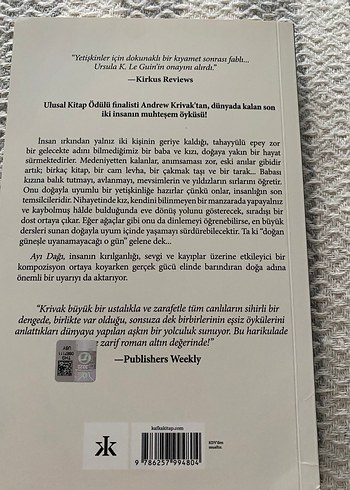 "Yetişkinler için dokunaklı bir kıyamet sonrası fabl...
Ursula K. Le Guin'in onayını alırdı."
—Kirkus Reviews
Ulusal Kitap Ödülü finalisti Andrew Krivak'tan, dünyada kalan son
iki insanın muhteşem öyküsü!
İnsan ırkından yalnız iki kişinin geriye kaldığı, tahayyülü epey zor
bir gelecekte adını bilmediğimiz bir baba ve kızı, doğaya yakın bir hayat
sürmektedirler. Medeniyetten kalanlar, anımsaması zor, eski anılar gibidir
artık; birkaç kitap, bir cam levha, bir çakmak taşı ve bir tarak... Babası
kızına balık tutmayı, avlanmayı, mevsimlerin ve yıldızların sırlarını öğretir.
Onu doğayla uyumlu bir yetişkinliğe hazırlar çünkü onlar, insanlığın son
temsilcileridir. Nihayetinde kız, kendini bilinmeyen bir manzarada yapayalnız
ve kaybolmuş hâlde bulduğunda eve dönüş yolunu gösterecek, sıradışı bir
dost ortaya çıkar. Eğer ağaçlar gibi onu da dinlemeyi öğrenebilirse, en büyük
dersleri sunan doğayla uyum içinde yaşamayı sürdürebilecektir. Ta ki "doğan
güneşle uyanamayacağı o gün" gelene dek...
Ayı Dağı, insanın kırılganlığı, sevgi ve kayıplar üzerine etkileyici bir
kompozisyon ortaya koyarken gerçek gücü elinde barındıran doğa adına
önemli bir uyarıyı da aktarıyor.
"Krivak büyük bir ustalıkla ve zarafetle tüm canlıların sihirli bir
dengede, birlikte var olduğu, sonsuza dek birbirlerinin eşsiz öykülerini
anlattıkları dünyaya yapılan aşkın bir yolculuk sunuyor. Bu harikulade
zarif roman altın değerinde!"
—Publishers Weekly
kafkakitap.com
KDV'den
muaftır.
9 786257 994804